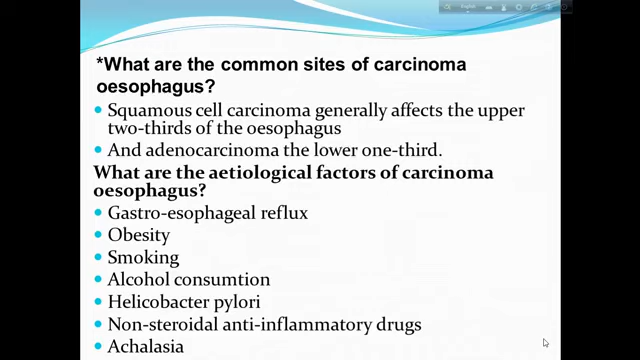 English
*What are the common sites of carcinoma
oesophagus?
Squamous cell carcinoma generally affects the upper
two-thirds of the oesophagus
And adenocarcinoma the lower one-third.
What are the aetiological factors of carcinoma
oesophagus?
Gastro-esophageal reflux
Obesity
Smoking
Alcohol consumtion
Helicobacter pylori
Non-steroidal anti-inflammatory drugs
Achalasia